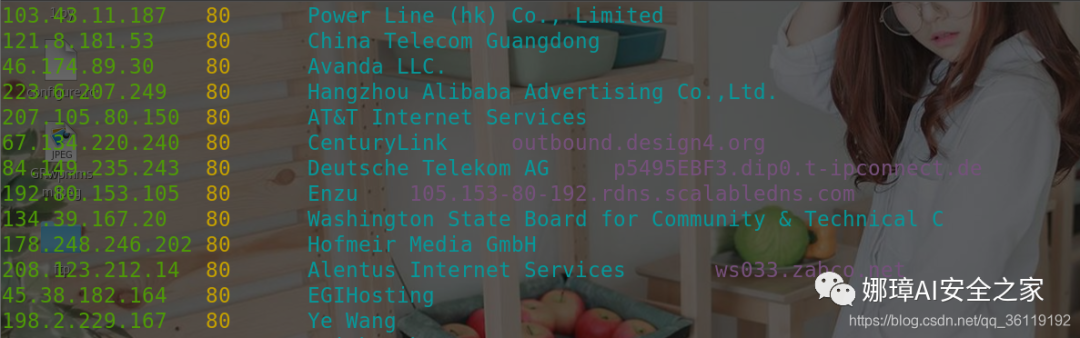 103.43.11.187 80 Power Line (hk) Co., Limited
121.8.181.53 80 China Telecom Guangdong
46.174.89.30 80 Avanda LLC.
223.6.207.249 80 Hangzhou Alibaba Advertising Co.,Ltd.
207.105.80.150 80 AT&T Internet Services
67.134.220.240 80 CenturyLink outbound.design4.org
84.149.235.243 80 Deutsche Telekom AG p5495EBF3.dip0.t-ipconnect.de
192.80.153.105 80 Enzu 105.153-80-192.rdns.scalabledns.com
134.39.167.20 80 Washington State Board for Community & Technical C
178.248.246.202 80 Hofmeir Media GmbH
208.123.212.14 80 Alentus Internet Services
45.38.182.164 80 EGIHosting
198.2.229.167 80 Ye Wang
JPEG
娜璋AI安全之家
https://blog.csdn.net/qq_36119192